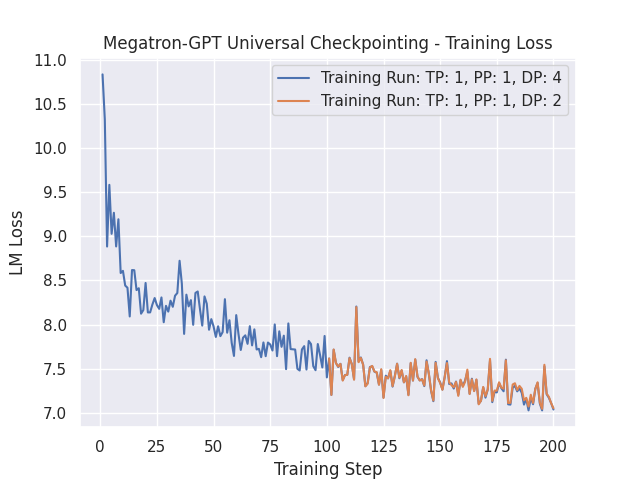 Megatron-GPT Universal Checkpointing - Training Loss
Training Run: TP: 1, PP: 1, DP: 4
Training Run: TP: 1, PP: 1, DP: 2
LM Loss
11.0
10.5
10.0
9.5
9.0
8.5
8.0
7.5
7.0
0 25 50 75 100 125 150 175 200
Training Step